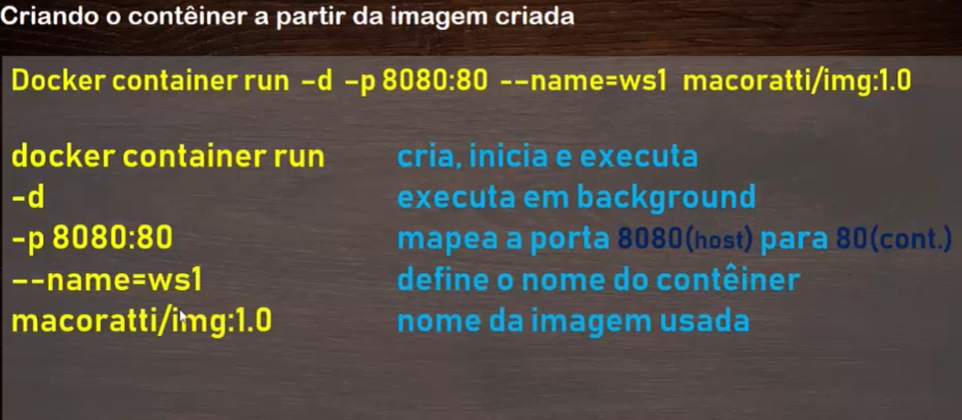 Criando o contêiner a partir da imagem criada
Docker container run -d -p 8080:80 --name=ws1 macoratti/img:1.0
docker container run cria, inicia e executa
-d executa em background
-p 8080:80 mapea a porta 8080(host) para 80(cont.)
--name=ws1 define o nome do contêiner
macoratti/img:1.0 nome da imagem usada